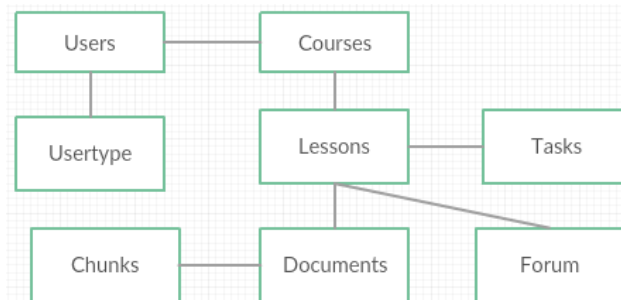 Users
Courses
Usertype
Lessons
Tasks
Chunks
Documents
Forum